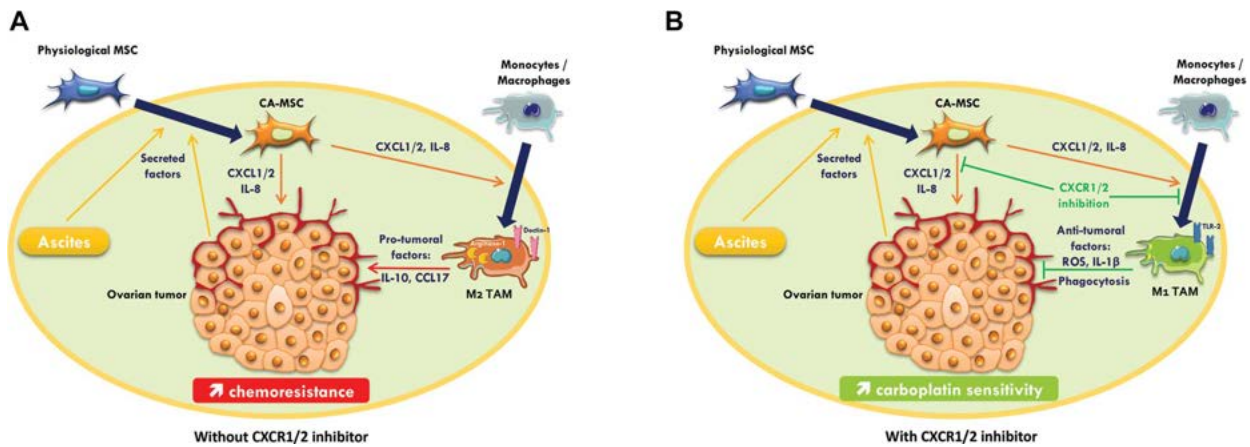 A
Physiological MSC
Monocytes /
Macrophages
CA-MSC
CXCL1/2, IL-8
Secreted
factors
CXCL1/2
IL-8
Ascites
Pro-tumoral
factors:
IL-10, CCL17
Arginase-1
Dectin-1
M2 TAM
Ovarian tumor
chemoresistance
Without CXCR1/2 inhibitor
B
Physiological MSC
Monocytes /
Macrophages
CA-MSC
CXCL1/2, IL-8
Secreted
factors
CXCL1/2
IL-8
CXCR1/2
inhibition
Ascites
Anti-tumoral
factors:
ROS, IL-1β
Phagocytosis
TLR-2
M1 TAM
Ovarian tumor
carboplatin sensitivity
With CXCR1/2 inhibitor